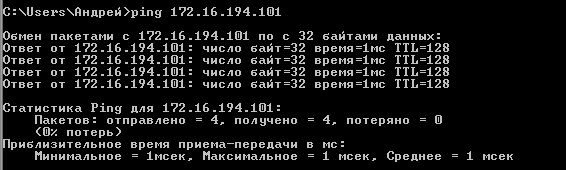 C:\Users\Андрей>ping 172.16.194.101
Обмен пакетами с 172.16.194.101 по с 32 байтами данных:
Ответ от 172.16.194.101: число байт=32 время=1мс TTL=128
Ответ от 172.16.194.101: число байт=32 время=1мс TTL=128
Ответ от 172.16.194.101: число байт=32 время=1мс TTL=128
Ответ от 172.16.194.101: число байт=32 время=1мс TTL=128
Статистика Ping для 172.16.194.101:
Пакетов: отправлено = 4, получено = 4, потеряно = 0
(0% потерь)
Приблизительное время приема-передачи в мс:
Минимальное = 1мсек, Максимальное = 1 мсек, Среднее = 1 мсек